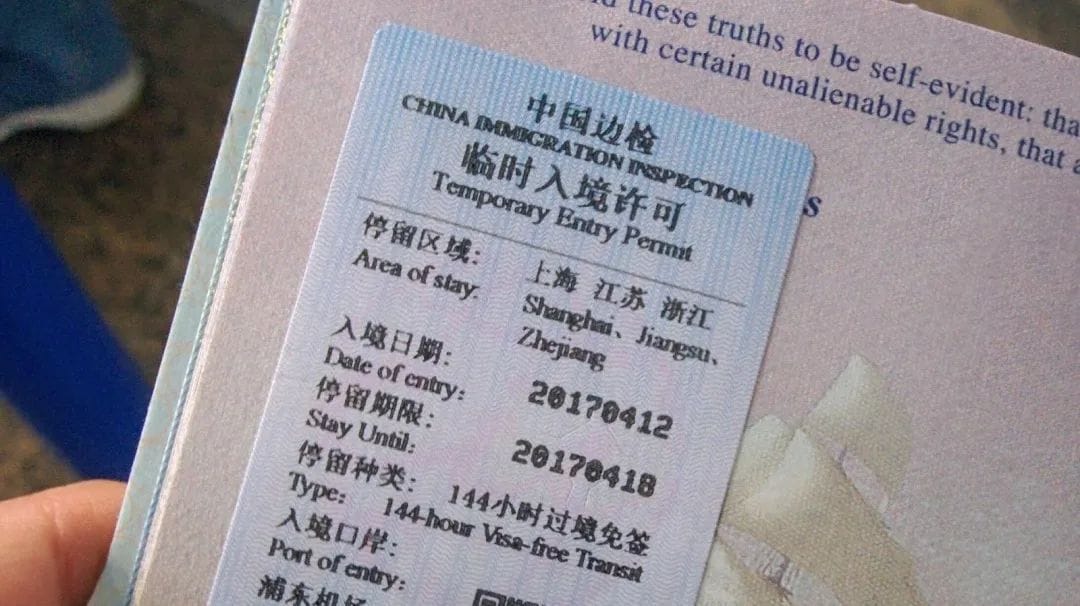 these truths to be self-evident: tha
with certain unalienable rights, that a
s
中国边检
CHINA IMMIGRATION INSPECTION
临时入境许可
Temporary Entry Permit
停留区域: 上海 江苏 浙江
Area of stay: Shanghai、Jiangsu、
Zhejiang
入境日期: 20170412
Date of entry:
停留期限: 20170418
Stay Until:
停留种类: 144小时过境免签
Type: 144-hour Visa-free Transit
入境口岸:
Port of entry:
浦东机场